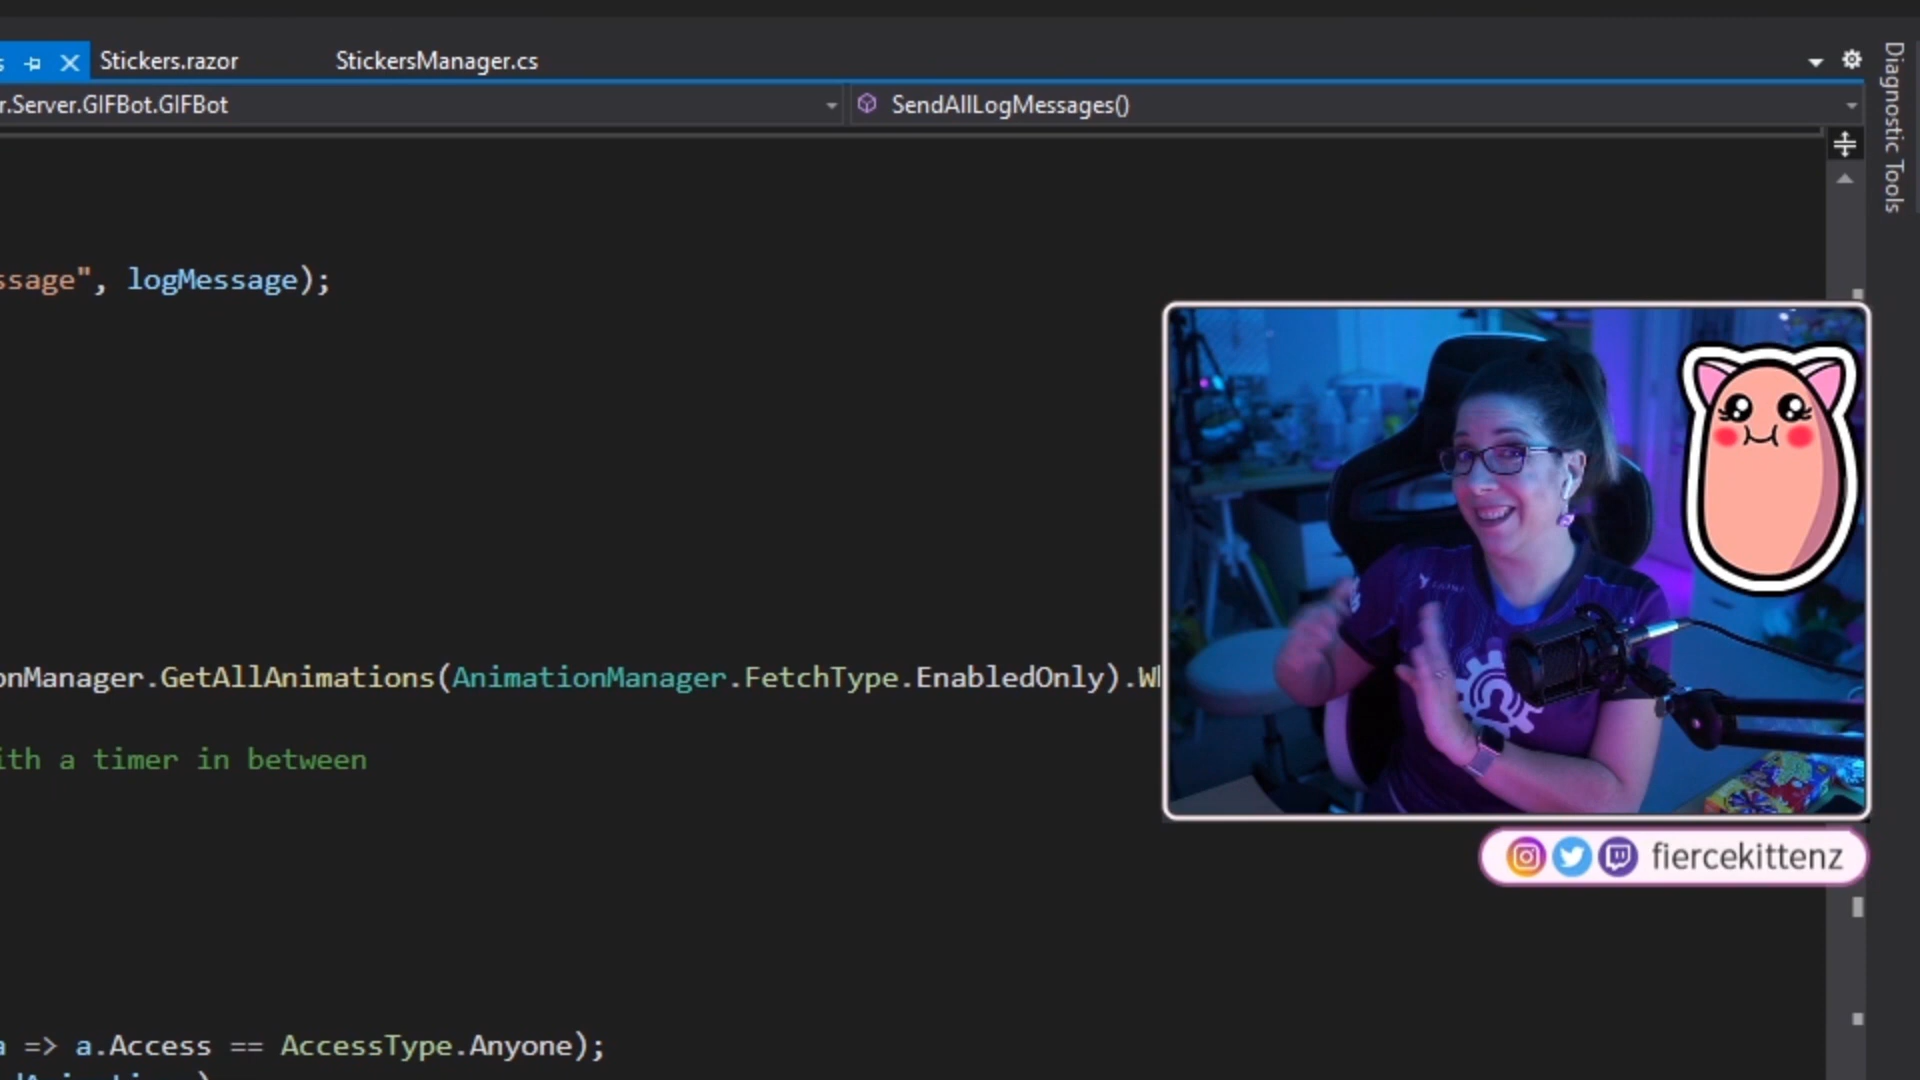 Stickers.razor StickersManager.cs
r.Server.GIFBot.GIFBot SendAllLogMessages()
Diagnostic Tools
ssage", logMessage);
onManager.GetAllAnimations(AnimationManager.FetchType.EnabledOnly).Wh
ith a timer in between
fiercekittenz
a => a.Access == AccessType.Anyone);